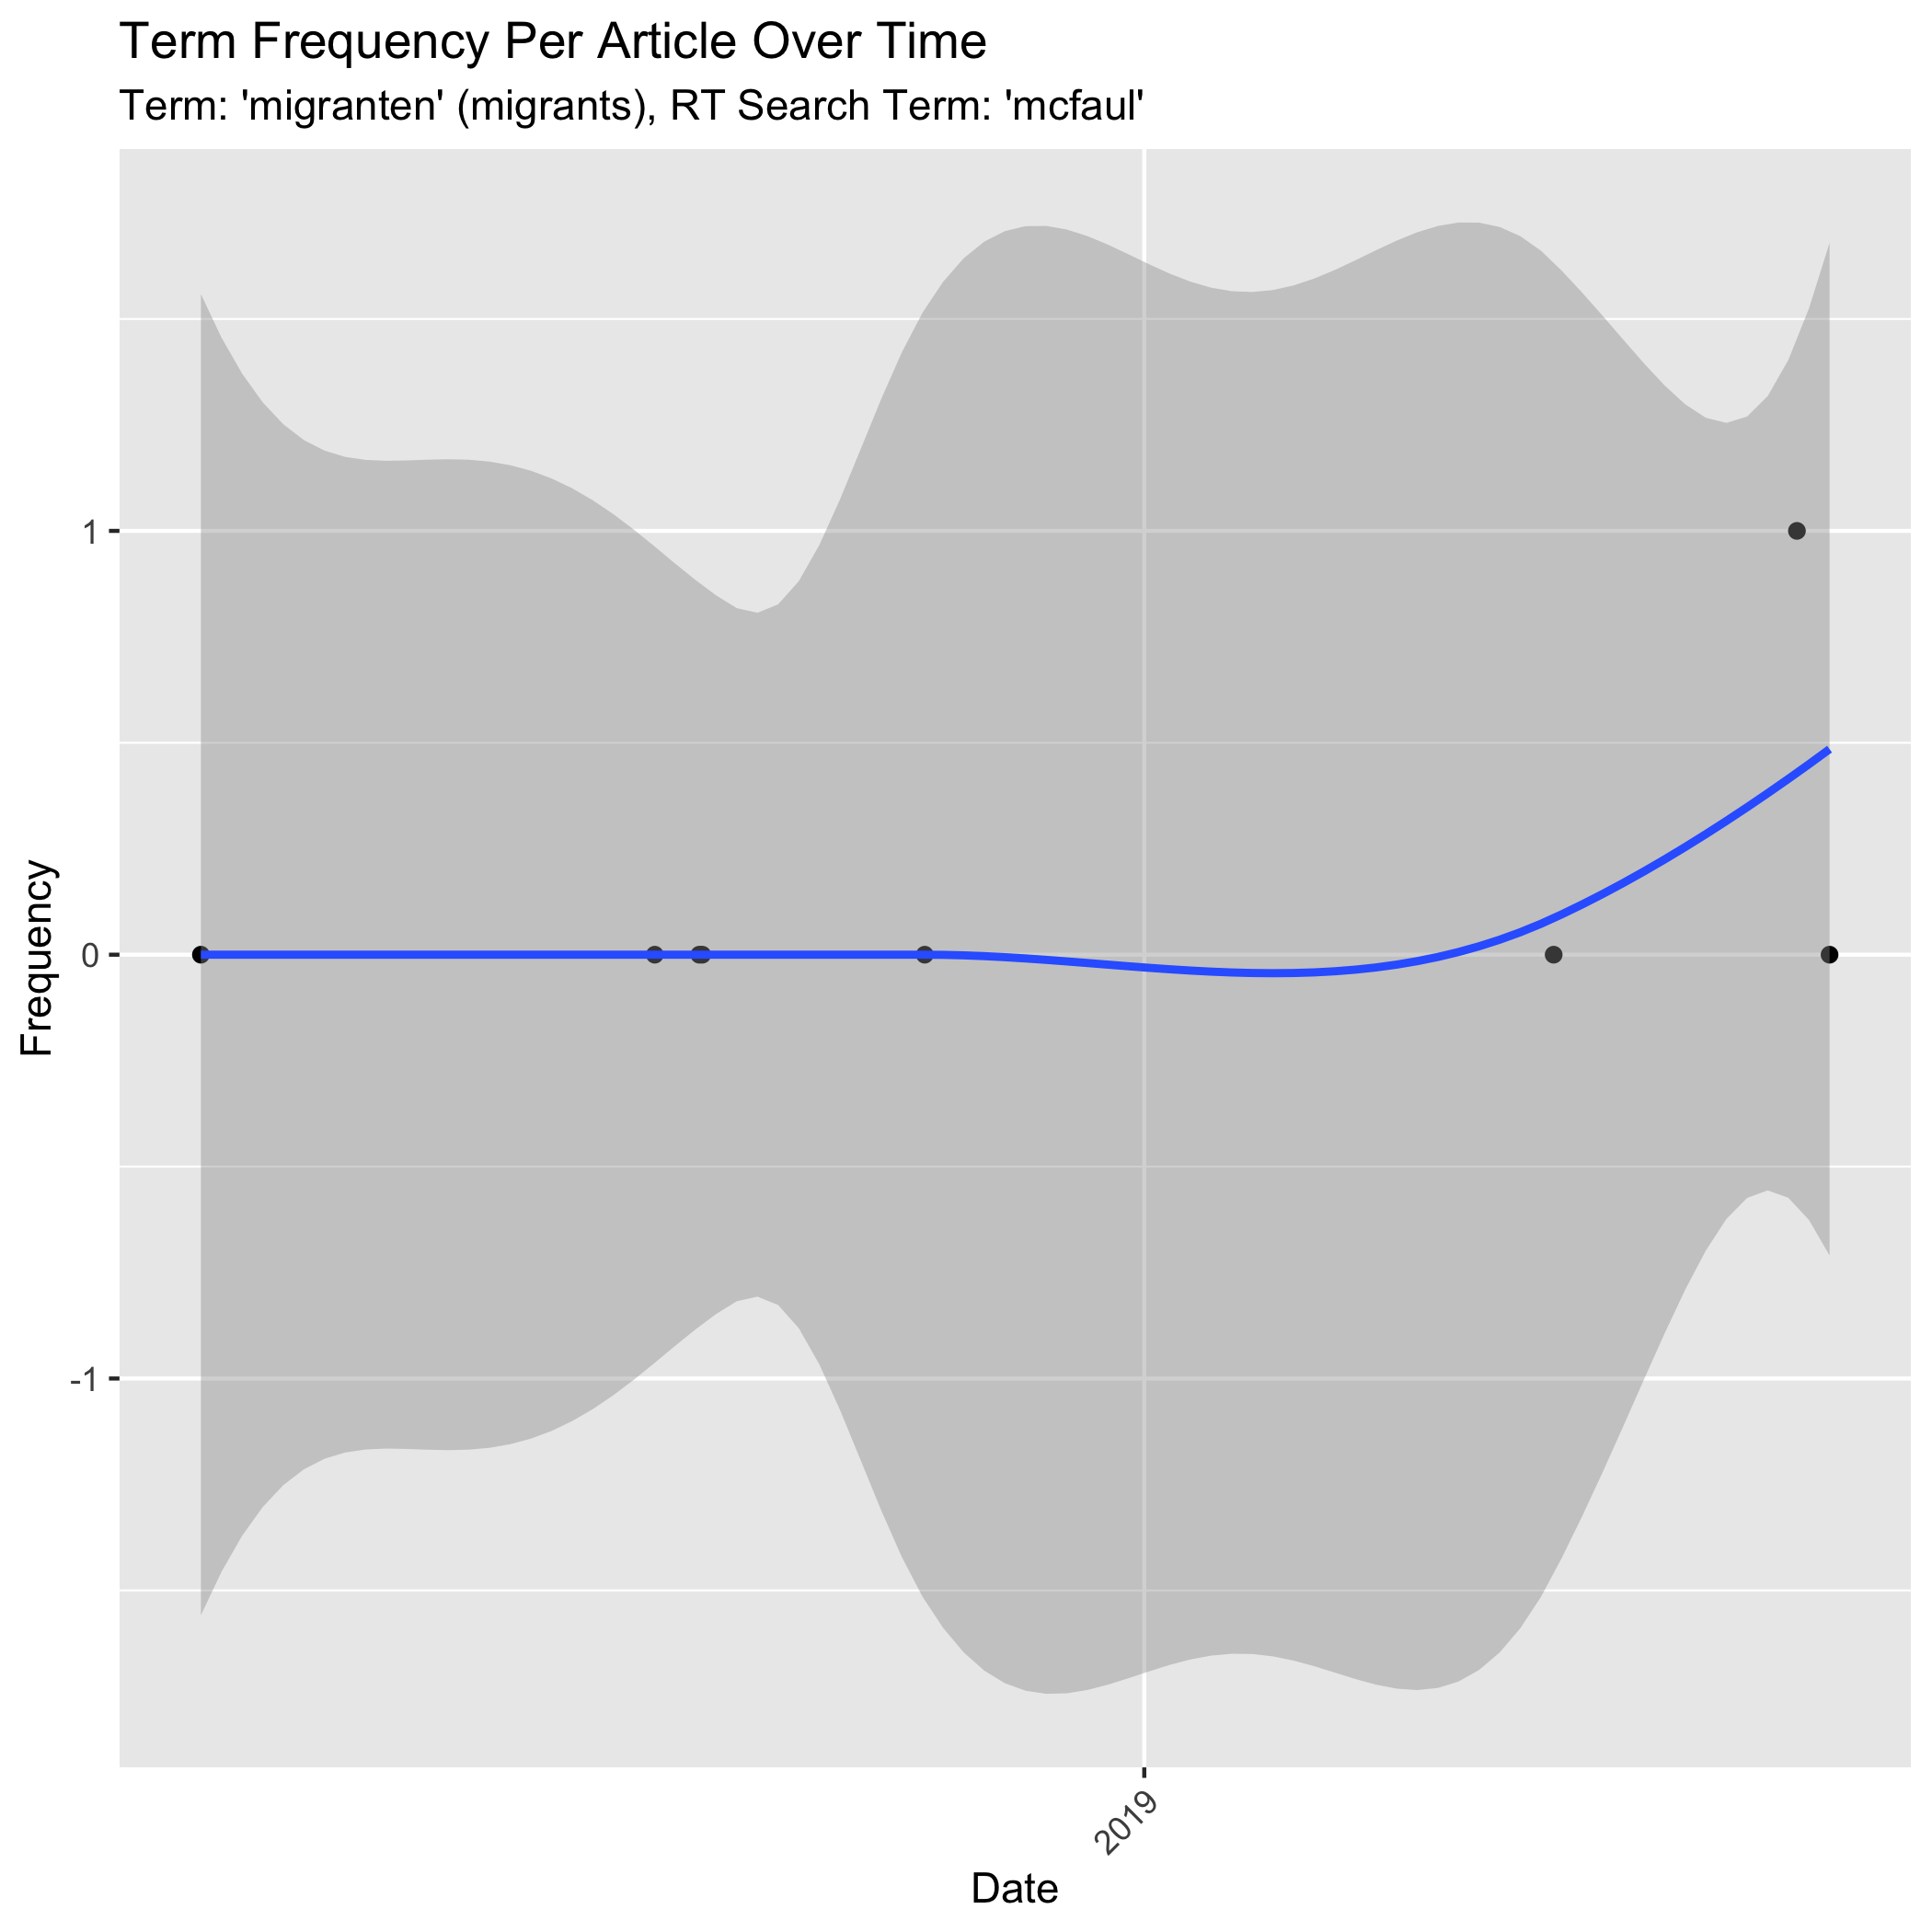 Term Frequency Per Article Over Time
Term: 'migranten' (migrants), RT Search Term: 'mcfaul'
Frequency
1
0
-1
2019
Date